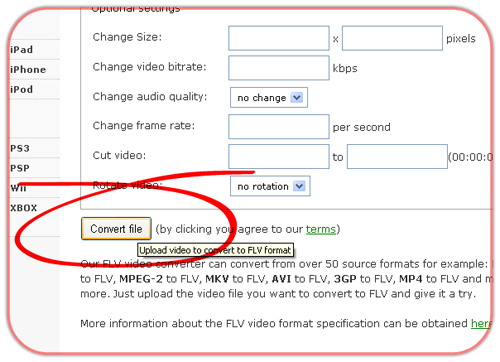 Optional settings
iPad
iPhone
iPod
PS3
PSP
Wii
XBOX
Change Size: x pixels
Change video bitrate: kbps
Change audio quality: no change
Change frame rate: per second
Cut video: to (00:00:0
Rotate video: no rotation
Convert file (by clicking you agree to our terms)
Upload video to convert to FLV format
Our FLV video converter can convert from over 50 source formats for example:
to FLV, MPEG-2 to FLV, MKV to FLV, AVI to FLV, 3GP to FLV, MP4 to FLV and m
more. Just upload the video file you want to convert to FLV and give it a try.
More information about the FLV video format specification can be obtained here